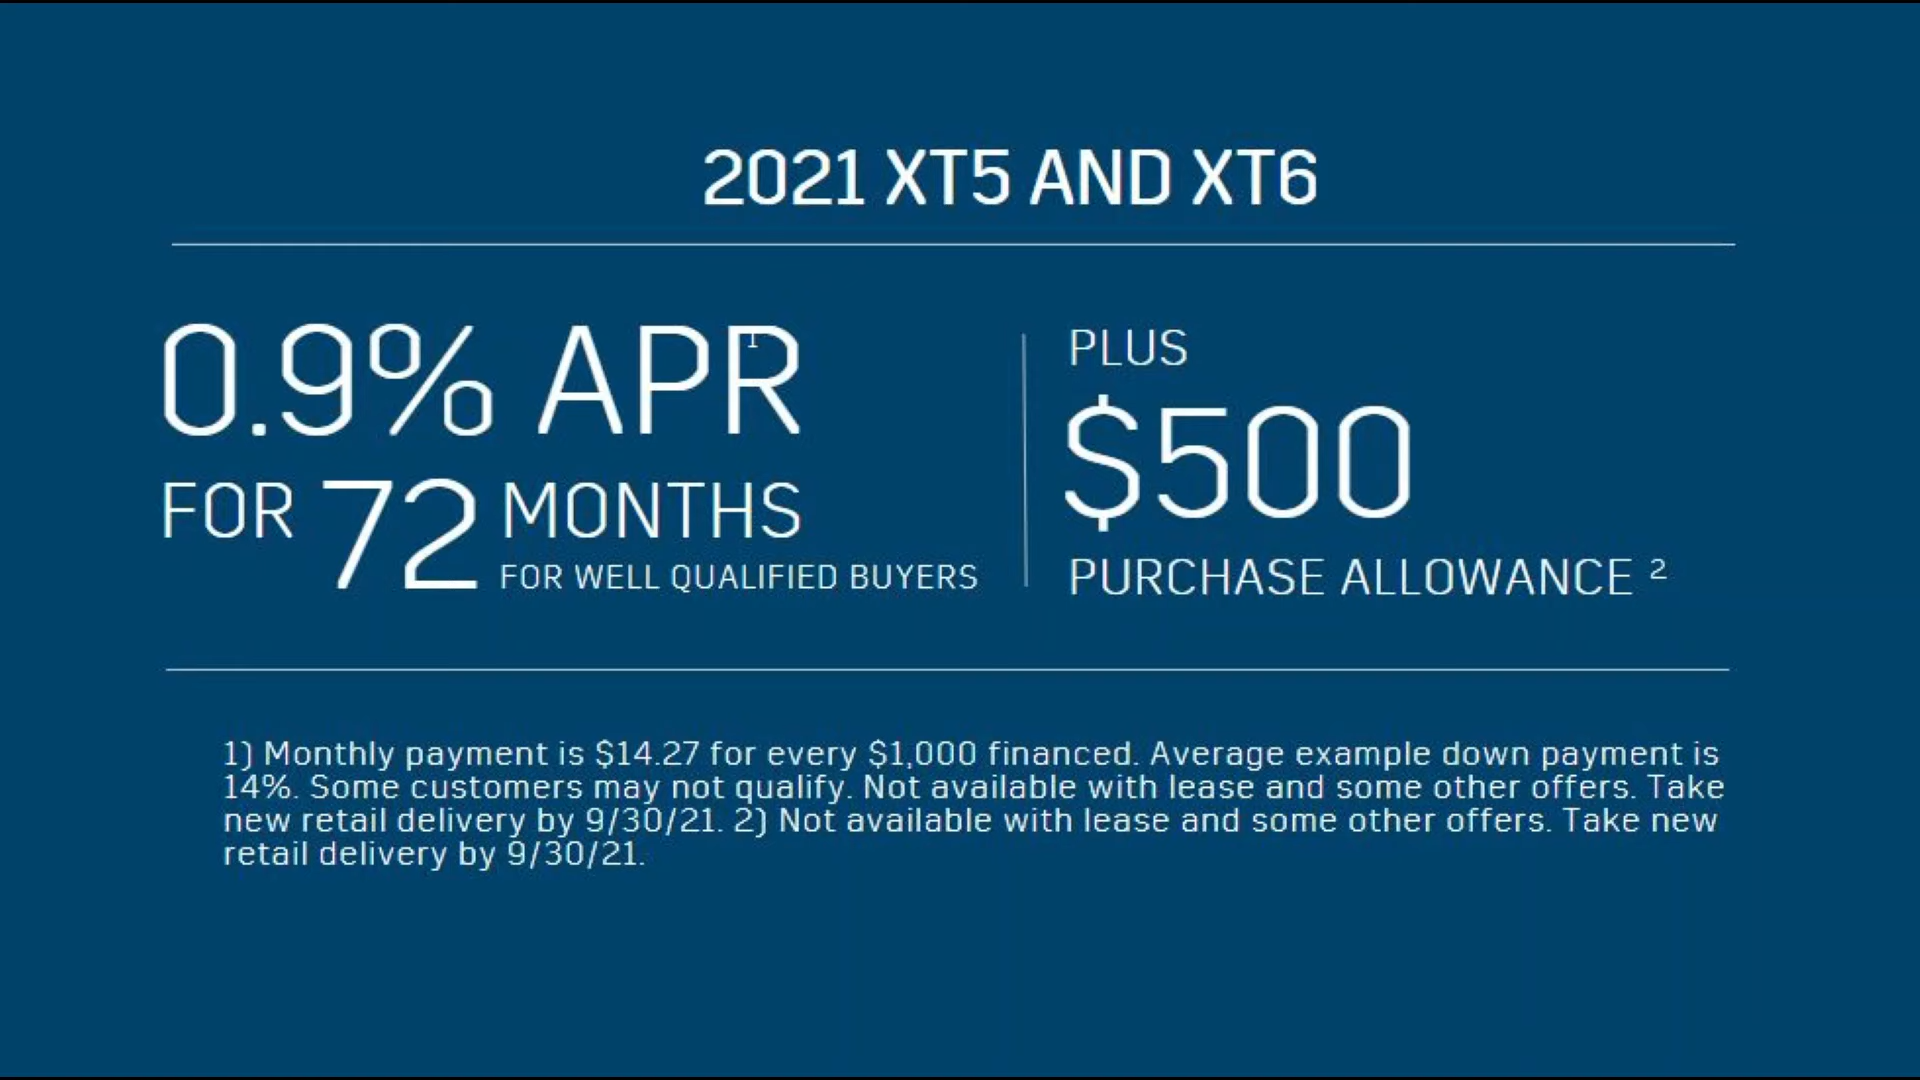 2021 XT5 AND XT6
0.9% APR 1
FOR 72 MONTHS
FOR WELL QUALIFIED BUYERS
PLUS
$500
PURCHASE ALLOWANCE 2
1) Monthly payment is $14.27 for every $1,000 financed. Average example down payment is
14%. Some customers may not qualify. Not available with lease and some other offers. Take
new retail delivery by 9/30/21. 2) Not available with lease and some other offers. Take new
retail delivery by 9/30/21.